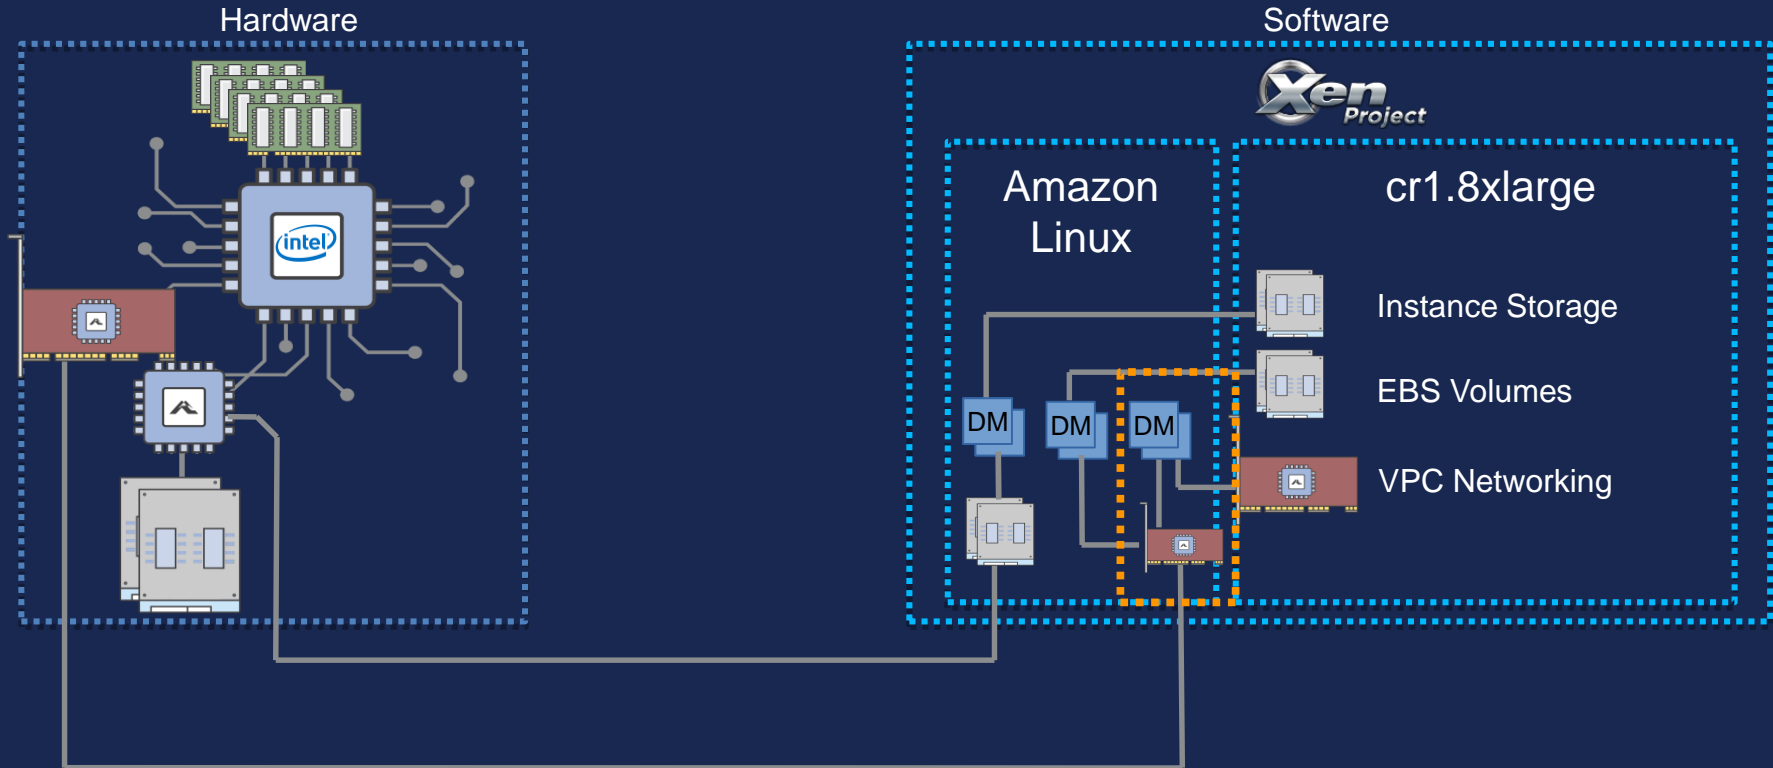 Hardware
Software
Xen
Project
Amazon
Linux
cr1.8xlarge
intel
Instance Storage
EBS Volumes
DM
DM
DM
VPC Networking